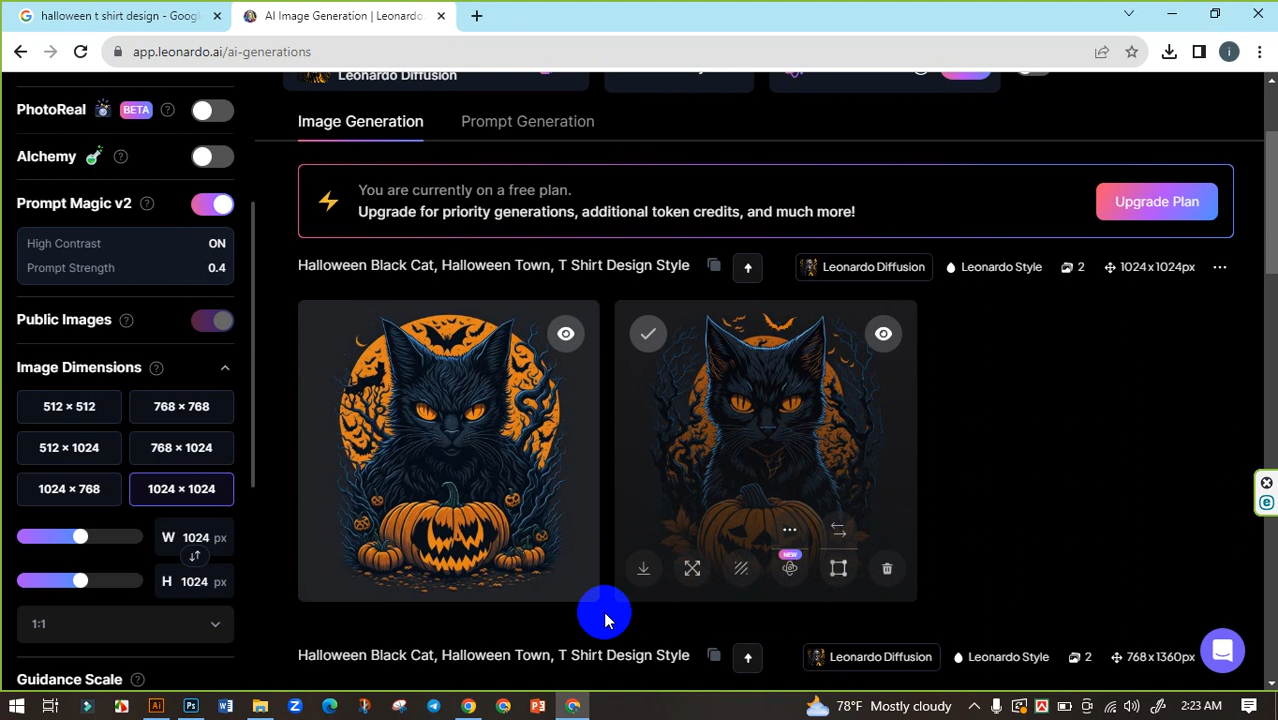 halloween t shirt design - Goog
AI Image Generation | Leonardo.
app.leonardo.ai/ai-generations
Leonardo Diffusion
PhotoReal BETA ?
Image Generation Prompt Generation
Alchemy ?
You are currently on a free plan.
Upgrade for priority generations, additional token credits, and much more!
Upgrade Plan
Prompt Magic v2 ?
High Contrast ON
Prompt Strength 0.4
Halloween Black Cat, Halloween Town, T Shirt Design Style
Leonardo Diffusion Leonardo Style 2 1024x1024px
Public Images ?
Image Dimensions ?
512 × 512 768 × 768
512 × 1024 768 × 1024
1024 × 768 1024 × 1024
W 1024 px
H 1024 px
1:1
NEW
Halloween Black Cat, Halloween Town, T Shirt Design Style
Leonardo Diffusion Leonardo Style 2 768x1360px
Guidance Scale ?
78°F Mostly cloudy
2:23 AM